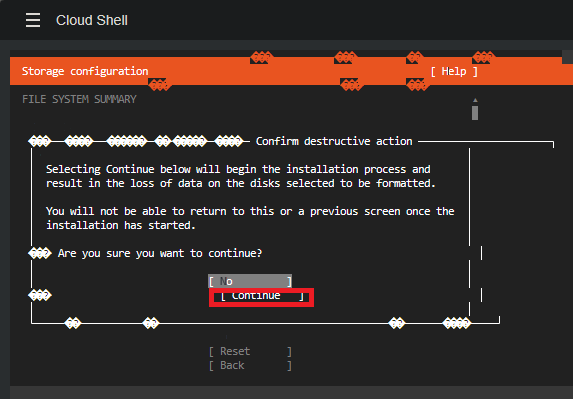 Cloud Shell
Storage configuration [ Help ]
FILE SYSTEM SUMMARY
Confirm destructive action
Selecting Continue below will begin the installation process and
result in the loss of data on the disks selected to be formatted.
You will not be able to return to this or a previous screen once the
installation has started.
Are you sure you want to continue?
[ No ]
[ Continue ]
[ Reset ]
[ Back ]